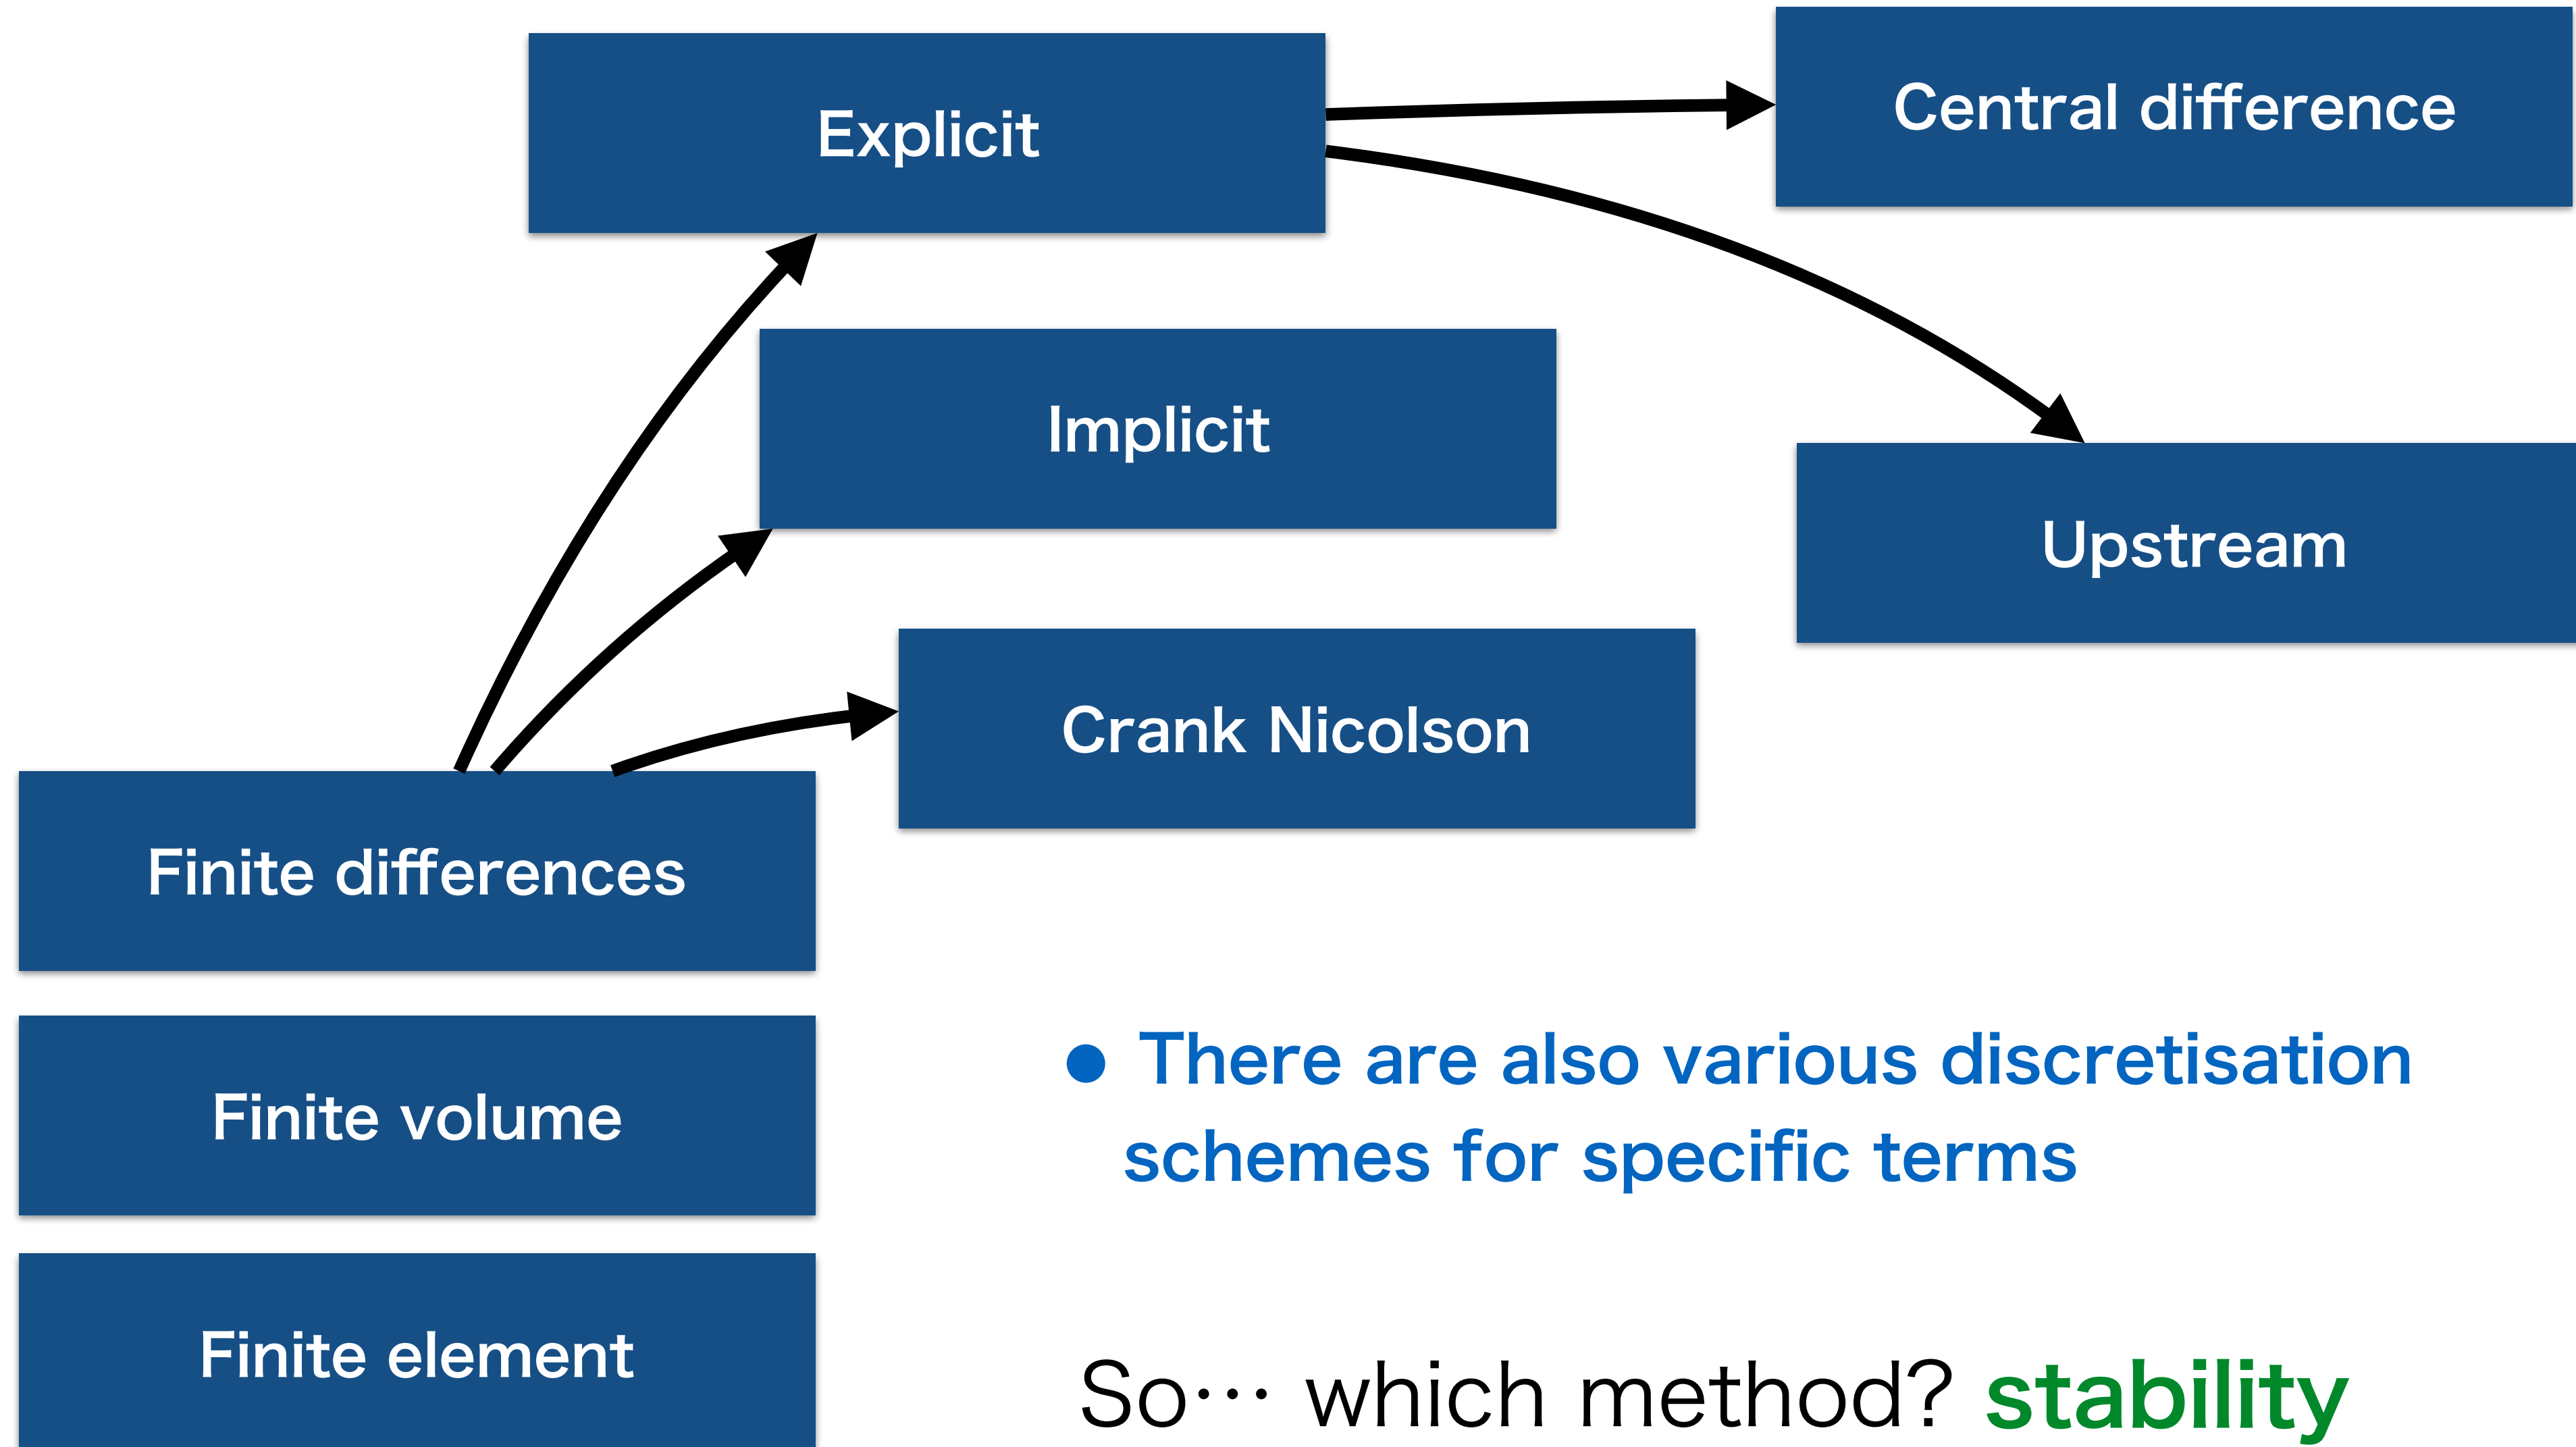 Explicit
Central difference
Implicit
Upstream
Crank Nicolson
Finite differences
Finite volume
Finite element
● There are also various discretisation
schemes for specific terms
So… which method? stability